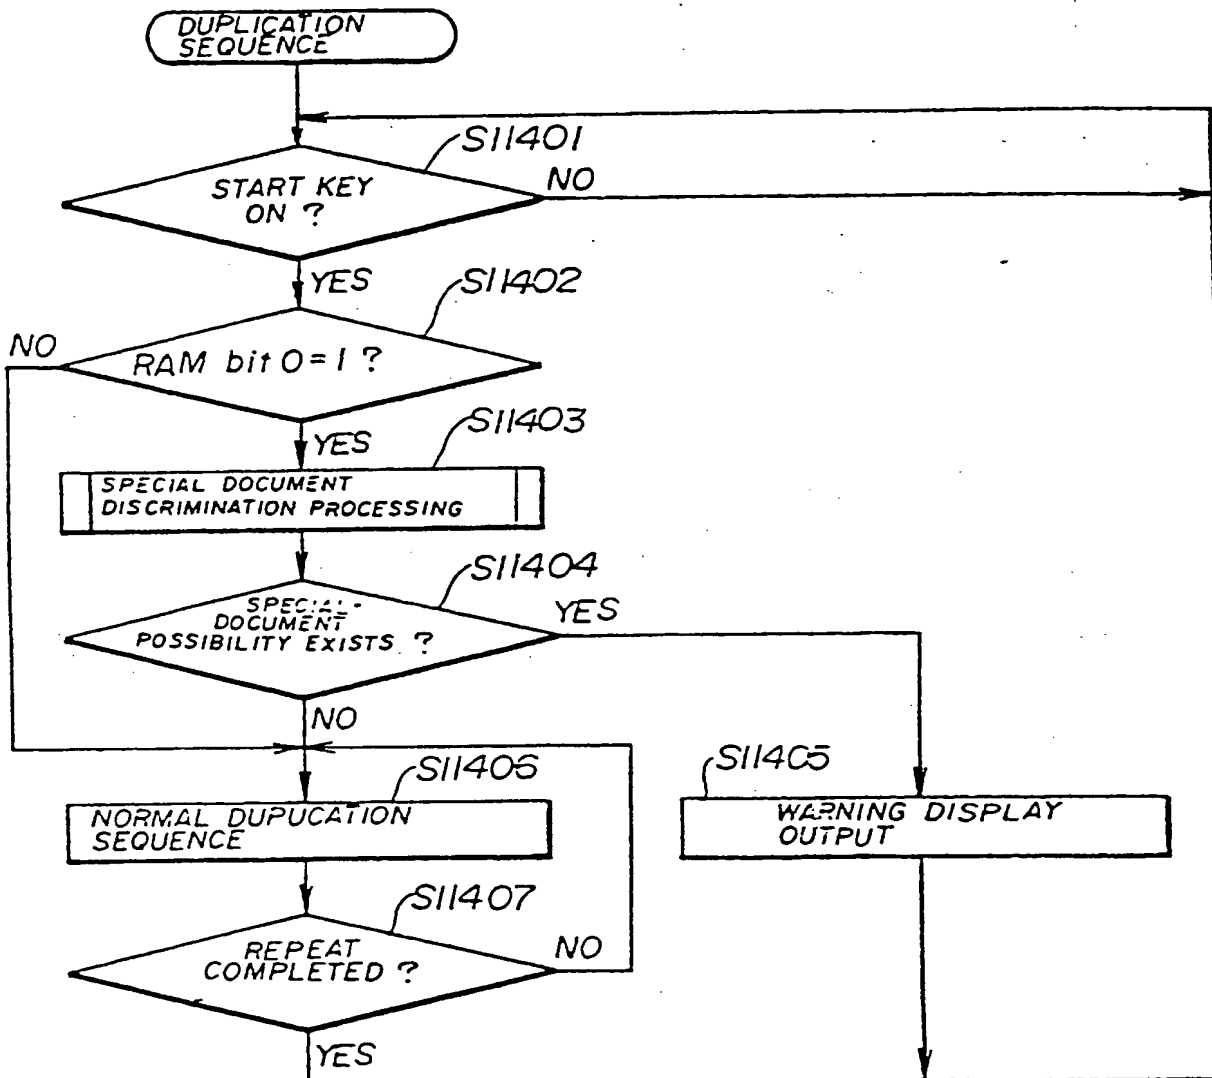 DUPLICATION
SEQUENCE
S11401
START KEY
ON ?
NO
YES
S11402
NO
RAM bit 0=1 ?
YES
S11403
SPECIAL DOCUMENT
DISCRIMINATION PROCESSING
S11404
SPECIAL-
DOCUMENT
POSSIBILITY EXISTS ?
YES
NO
S11406
NORMAL DUPUCATION
SEQUENCE
S11405
WARNING DISPLAY
OUTPUT
S11407
REPEAT
COMPLETED ?
NO
YES